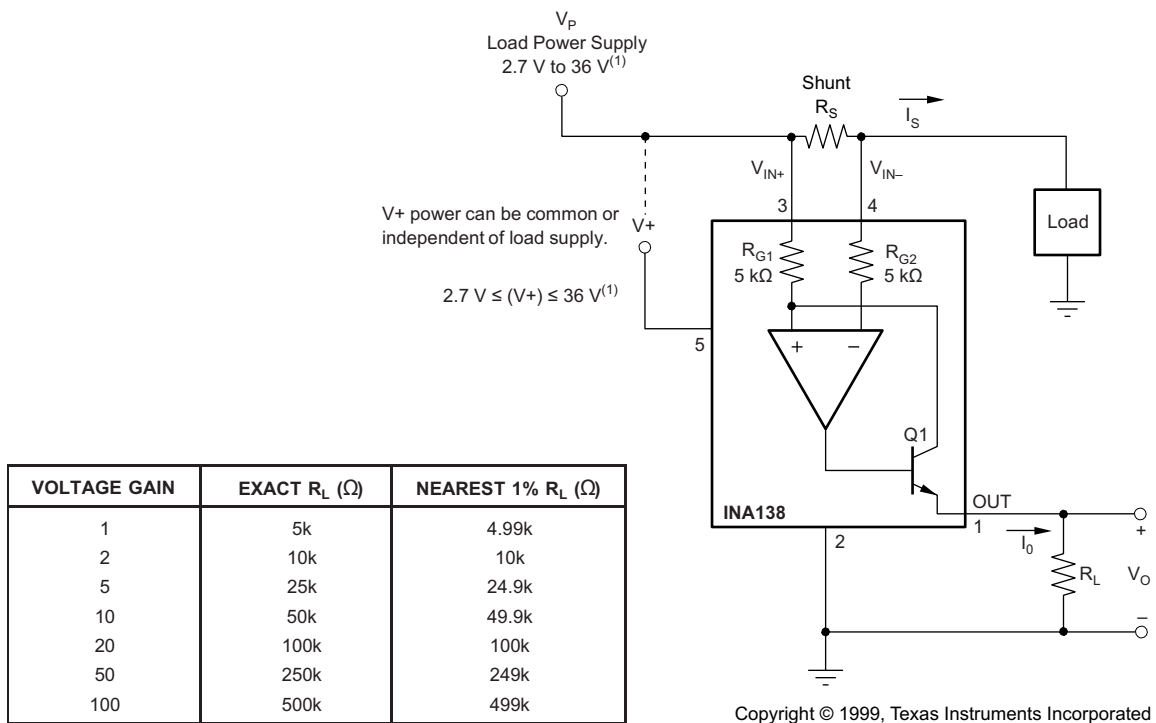 V_P
Load Power Supply
2.7 V to 36 V(1)
Shunt
R_S
I_S
V_IN+
V_IN–
3
4
V+ power can be common or
independent of load supply.
V+
2.7 V ≤ (V+) ≤ 36 V(1)
5
R_G1
5 kΩ
R_G2
5 kΩ
Load
+
–
Q1
INA138
OUT
1
2
I_0
R_L
+
V_O
–
VOLTAGE GAIN EXACT R_L (Ω) NEAREST 1% R_L (Ω)
1 5k 4.99k
2 10k 10k
5 25k 24.9k
10 50k 49.9k
20 100k 100k
50 250k 249k
100 500k 499k
Copyright © 1999, Texas Instruments Incorporated